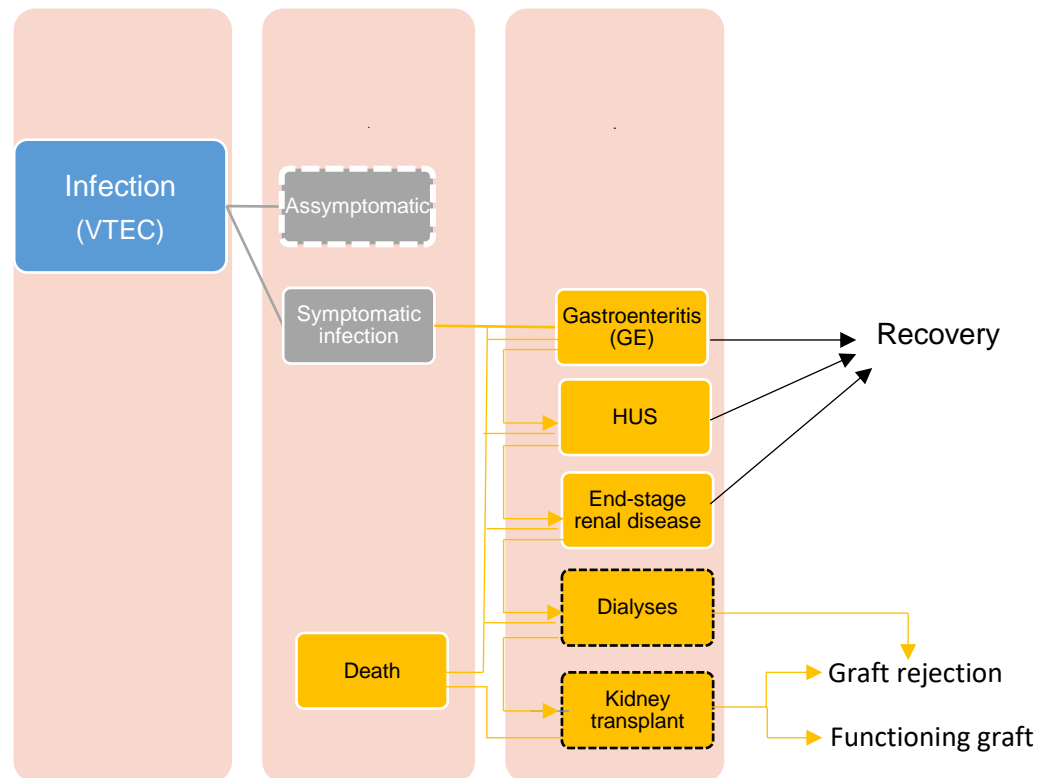 Infection
(VTEC)
Assymptomatic
Symptomatic
infection
Gastroenteritis
(GE)
Recovery
HUS
End-stage
renal disease
Dialyses
Death
Kidney
transplant
Graft rejection
Functioning graft